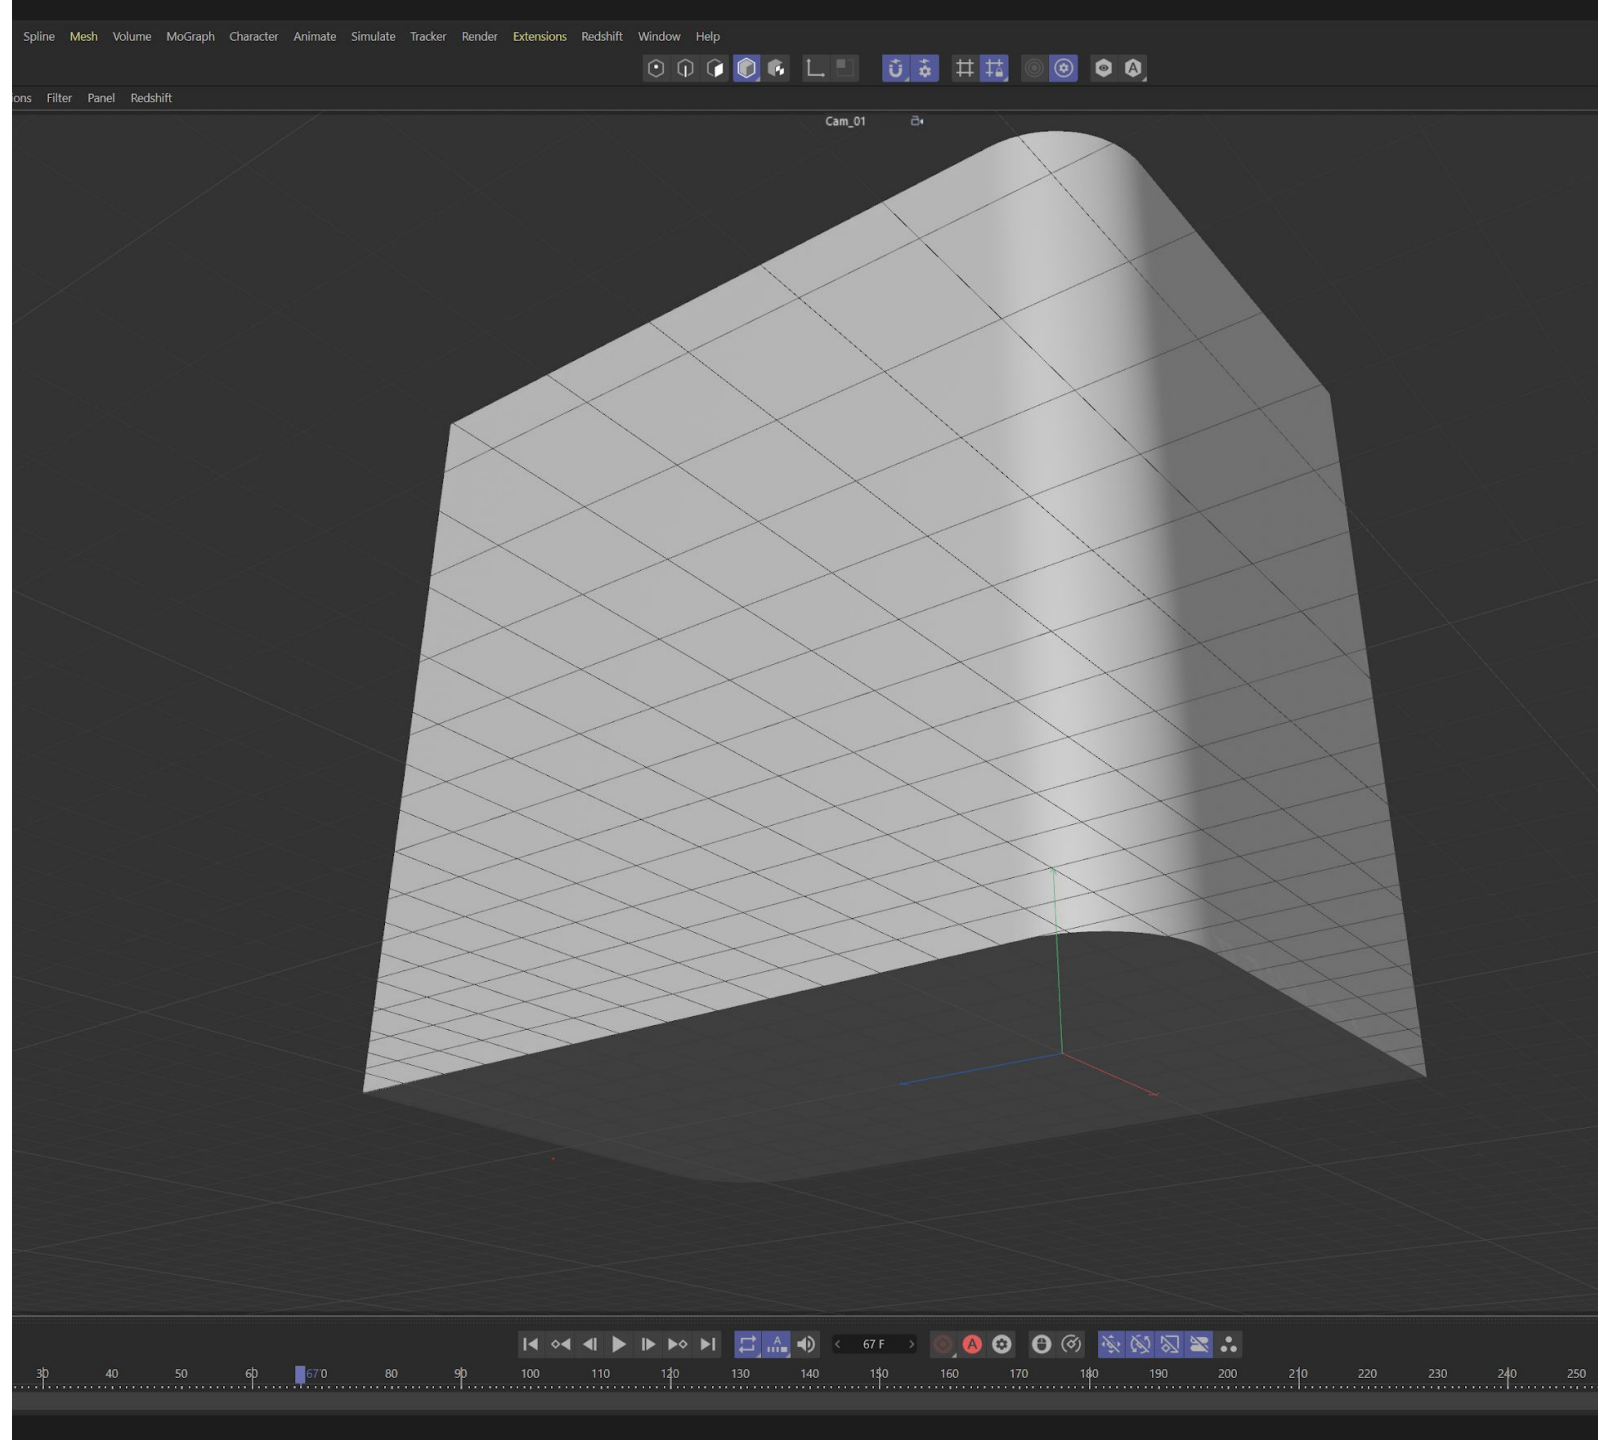 Spline Mesh Volume MoGraph Character Animate Simulate Tracker Render Extensions Redshift Window Help
A
ions Filter Panel Redshift
Cam_01
A A 67 F
30 40 50 60 67 0 80 90 100 110 120 130 140 150 160 170 180 190 200 210 220 230 240 250